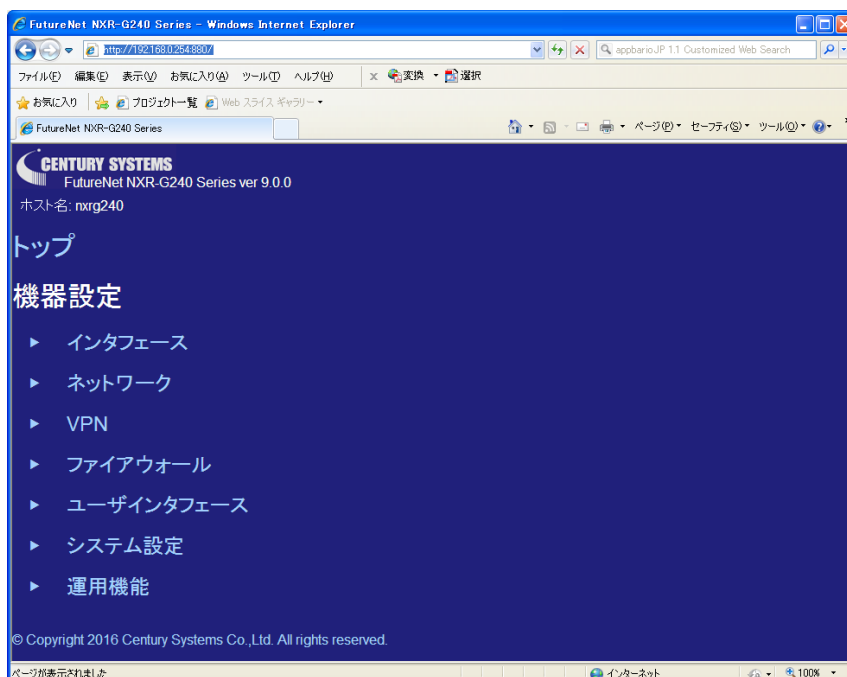 FutureNet NXR-G240 Series - Windows Internet Explorer
http://192.168.0.254:880/
appbarioJP 1.1 Customized Web Search
ファイル(F) 編集(E) 表示(V) お気に入り(A) ツール(T) ヘルプ(H) x 変換 選択
お気に入り プロジェクト一覧 Web スライス ギャラリー
FutureNet NXR-G240 Series ページ(P) セーフティ(S) ツール(O)
CENTURY SYSTEMS
FutureNet NXR-G240 Series ver 9.0.0
ホスト名: nxrg240
トップ
機器設定
インタフェース
ネットワーク
VPN
ファイアウォール
ユーザインタフェース
システム設定
運用機能
© Copyright 2016 Century Systems Co.,Ltd. All rights reserved.
ページが表示されました インターネット 100%